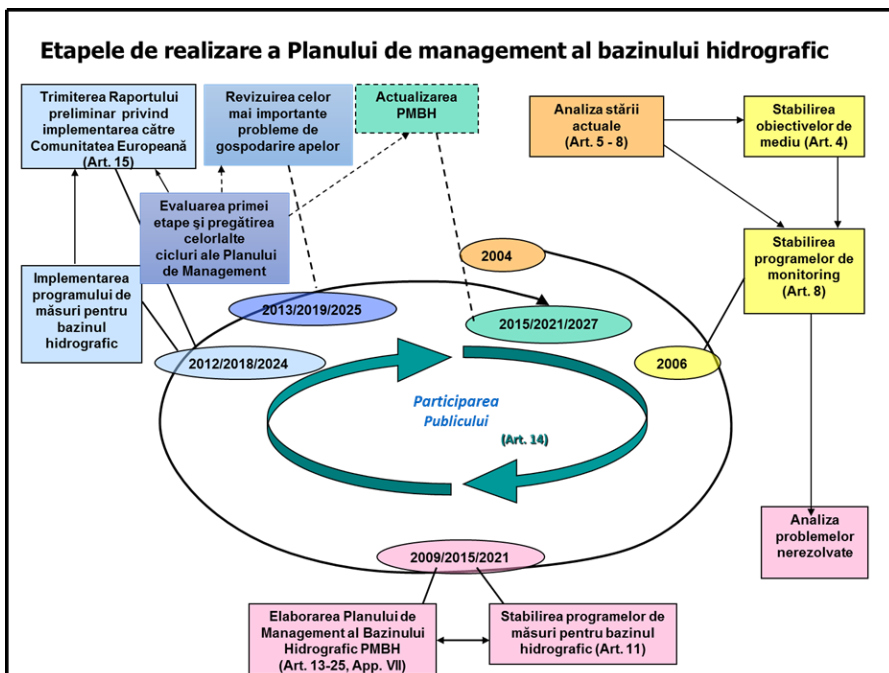 Etapele de realizare a Planului de management al bazinului hidrografic
Trimiterea Raportului
preliminar privind
implementarea către
Comunitatea Europeană
(Art. 15)
Revizuirea celor
mai importante
probleme de
gospodarire apelor
Actualizarea
PMBH
Analiza stării
actuale
(Art. 5 - 8)
Stabilirea
obiectivelor de
mediu (Art. 4)
Evaluarea primei
etape şi pregătirea
celorlalte
cicluri ale Planului
de Management
Implementarea
programului de
măsuri pentru
bazinul
hidrografic
2004
Stabilirea
programelor de
monitoring
(Art. 8)
2013/2019/2025
2015/2021/2027
2012/2018/2024
2006
Participarea
Publicului
(Art. 14)
Analiza
problemelor
nerezolvate
2009/2015/2021
Elaborarea Planului de
Management al Bazinului
Hidrografic PMBH
(Art. 13-25, App. VII)
Stabilirea programelor de
măsuri pentru bazinul
hidrografic (Art. 11)